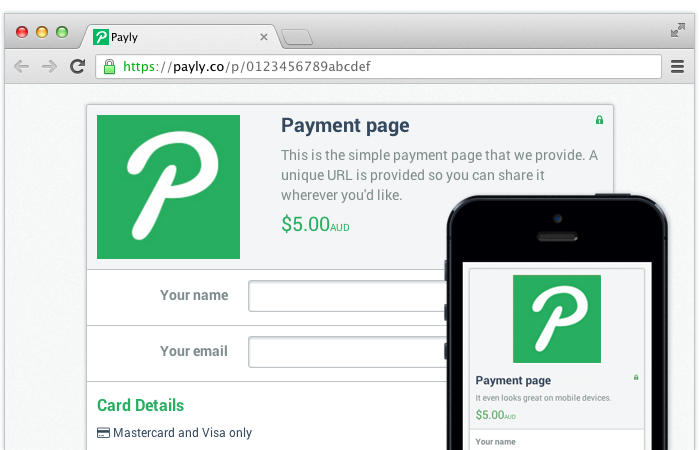 Payly
https://payly.co/p/0123456789abcdef
Payment page
This is the simple payment page that we provide. A
unique URL is provided so you can share it
wherever you'd like.
$5.00AUD
Your name
Your email
Card Details
Mastercard and Visa only
Payment page
It even looks great on mobile devices.
$5.00AUD
Your name